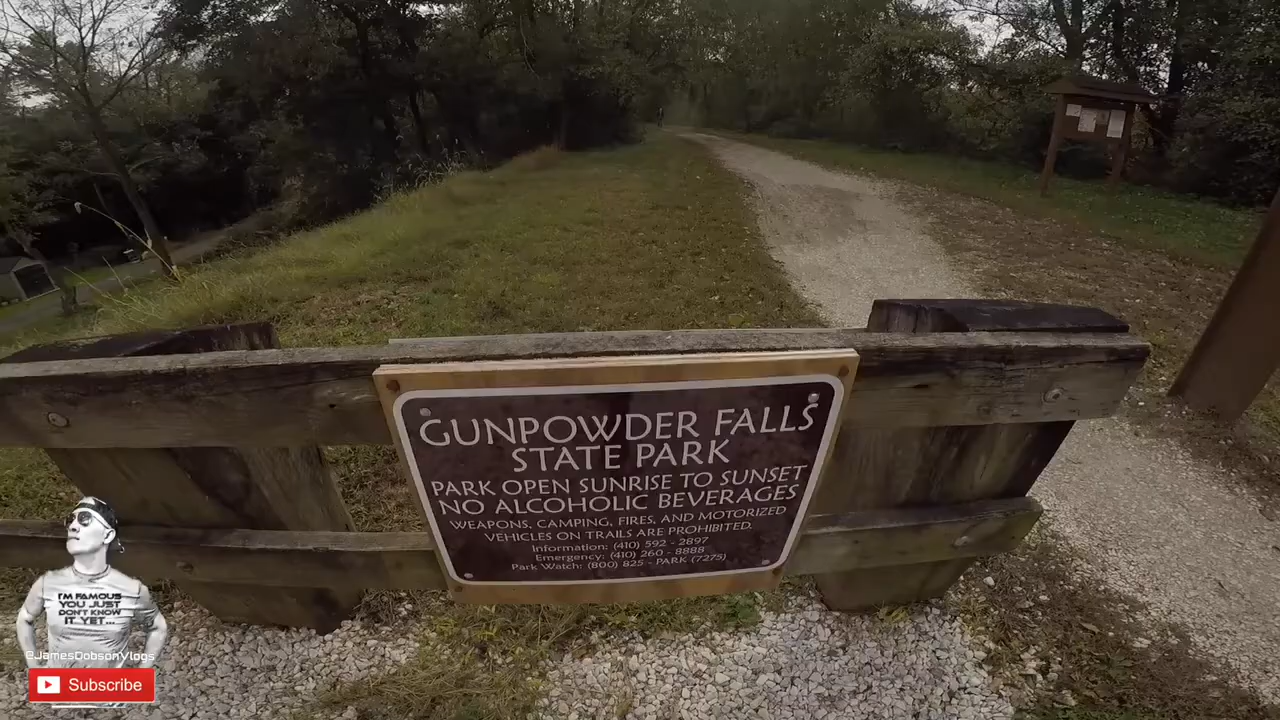 GUNPOWDER FALLS
STATE PARK
PARK OPEN SUNRISE TO SUNSET
NO ALCOHOLIC BEVERAGES
WEAPONS, CAMPING, FIRES, AND MOTORIZED
VEHICLES ON TRAILS ARE PROHIBITED.
Information: (410) 592 - 2897
Emergency: (410) 260 - 8888
Park Watch: (800) 825 - PARK (7275)
I'M FAMOUS
YOU JUST
DON'T KNOW
IT YET...
@JamesDobsonVlogs
Subscribe